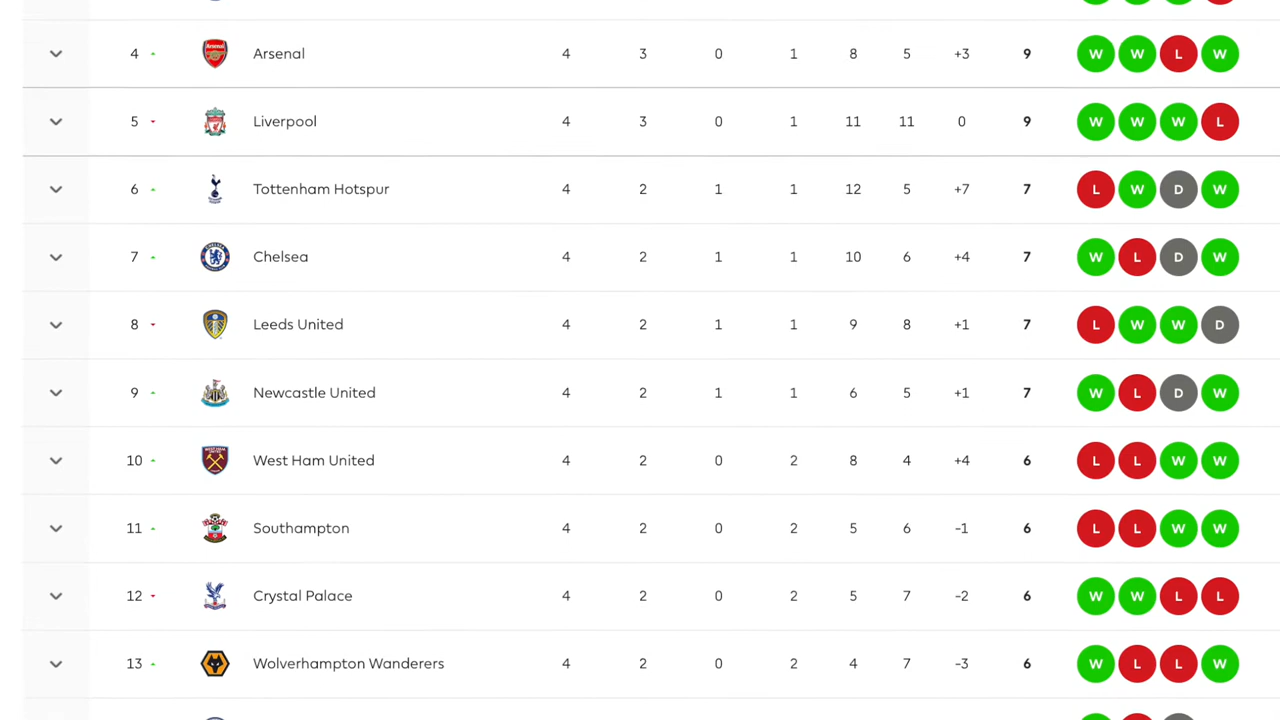 4 Arsenal 4 3 0 1 8 5 +3 9 W W L W
5 Liverpool 4 3 0 1 11 11 0 9 W W W L
6 Tottenham Hotspur 4 2 1 1 12 5 +7 7 L W D W
7 Chelsea 4 2 1 1 10 6 +4 7 W L D W
8 Leeds United 4 2 1 1 9 8 +1 7 L W W D
9 Newcastle United 4 2 1 1 6 5 +1 7 W L D W
10 West Ham United 4 2 0 2 8 4 +4 6 L L W W
11 Southampton 4 2 0 2 5 6 -1 6 L L W W
12 Crystal Palace 4 2 0 2 5 7 -2 6 W W L L
13 Wolverhampton Wanderers 4 2 0 2 4 7 -3 6 W L L W